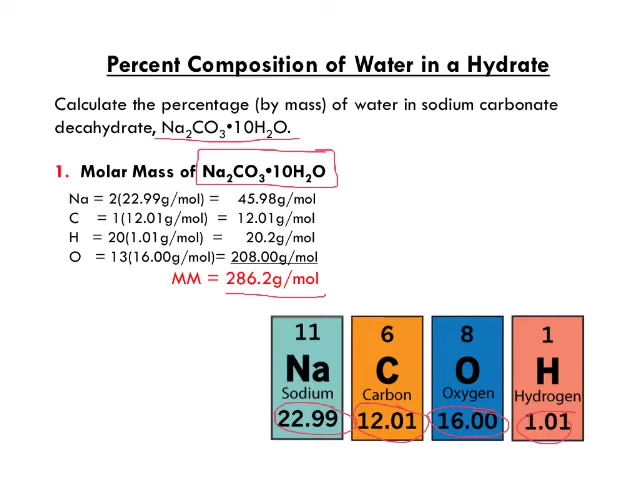 Percent Composition of Water in a Hydrate
Calculate the percentage (by mass) of water in sodium carbonate
decahydrate, Na₂CO₃•10H₂O.
1. Molar Mass of Na₂CO₃•10H₂O
Na = 2(22.99g/mol) = 45.98g/mol
C = 1(12.01g/mol) = 12.01g/mol
H = 20(1.01g/mol) = 20.2g/mol
O = 13(16.00g/mol)= 208.00g/mol
MM = 286.2g/mol
11 6 8 1
Na C O H
Sodium Carbon Oxygen Hydrogen
22.99 12.01 16.00 1.01